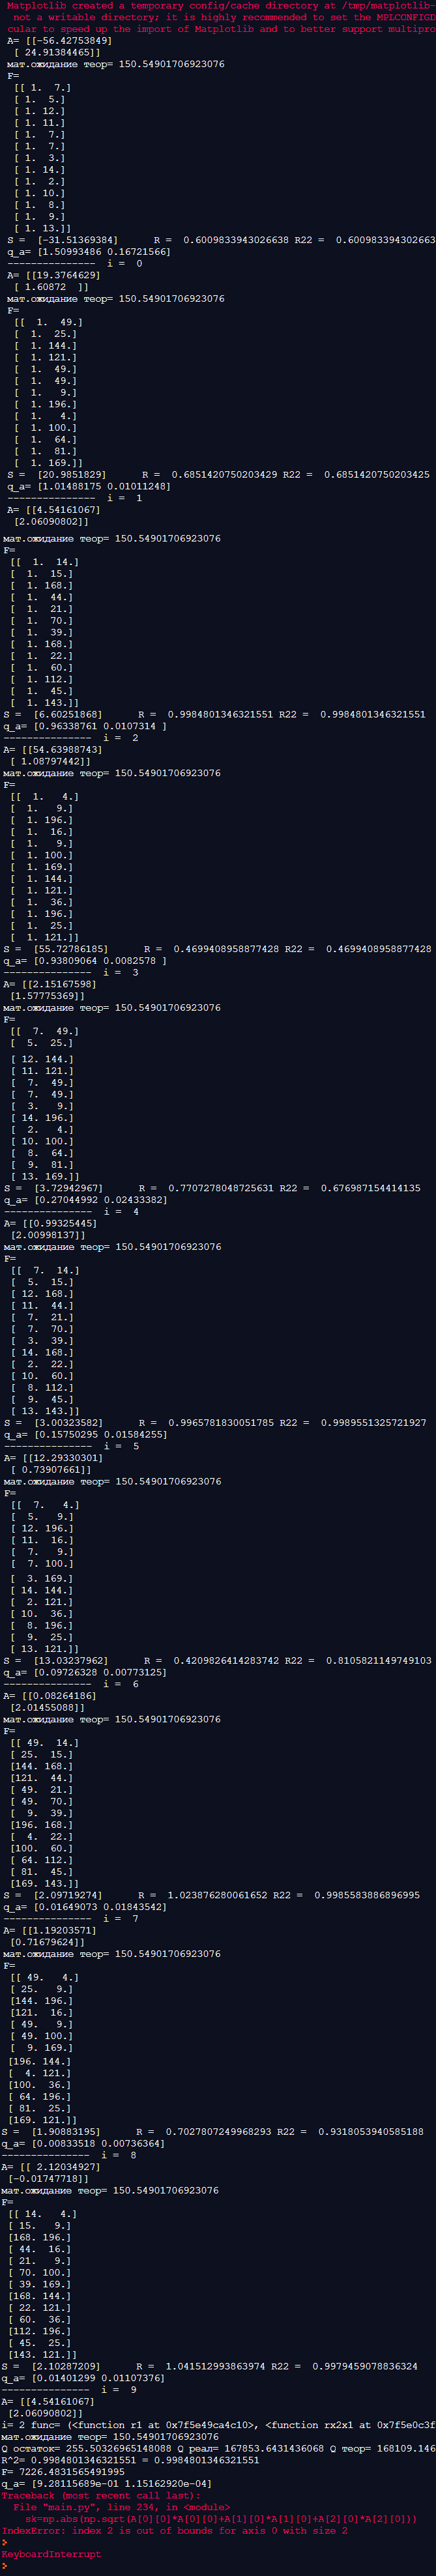 Matplotlib created a temporary config/cache directory at /tmp/matplotlib-
not a writable directory; it is highly recommended to set the MPLCONFIGD
cular to speed up the import of Matplotlib and to better support multipro
A= [[-56.42753849]
[ 24.91384465]]
мат.ожидание теор= 150.54901706923076
F=
[[ 1. 7.]
[ 1. 5.]
[ 1. 12.]
[ 1. 11.]
[ 1. 7.]
[ 1. 7.]
[ 1. 3.]
[ 1. 14.]
[ 1. 2.]
[ 1. 10.]
[ 1. 8.]
[ 1. 9.]
[ 1. 13.]]
S = [-31.51369384] R = 0.6009833943026638 R22 = 0.600983394302663
q_a= [1.50993486 0.16721566]
--------------- i = 0
A= [[19.3764629]
[ 1.60872 ]]
мат.ожидание теор= 150.54901706923076
F=
[[ 1. 49.]
[ 1. 25.]
[ 1. 144.]
[ 1. 121.]
[ 1. 49.]
[ 1. 49.]
[ 1. 9.]
[ 1. 196.]
[ 1. 4.]
[ 1. 100.]
[ 1. 64.]
[ 1. 81.]
[ 1. 169.]]
S = [20.9851829] R = 0.6851420750203429 R22 = 0.6851420750203425
q_a= [1.01488175 0.01011248]
--------------- i = 1
A= [[4.54161067]
[2.06090802]]
мат.ожидание теор= 150.54901706923076
F=
[[ 1. 14.]
[ 1. 15.]
[ 1. 168.]
[ 1. 44.]
[ 1. 21.]
[ 1. 70.]
[ 1. 39.]
[ 1. 168.]
[ 1. 22.]
[ 1. 60.]
[ 1. 112.]
[ 1. 45.]
[ 1. 143.]]
S = [6.60251868] R = 0.9984801346321551 R22 = 0.9984801346321551
q_a= [0.96338761 0.0107314 ]
--------------- i = 2
A= [[54.63988743]
[ 1.08797442]]
мат.ожидание теор= 150.54901706923076
F=
[[ 1. 4.]
[ 1. 9.]
[ 1. 196.]
[ 1. 16.]
[ 1. 9.]
[ 1. 100.]
[ 1. 169.]
[ 1. 144.]
[ 1. 121.]
[ 1. 36.]
[ 1. 196.]
[ 1. 25.]
[ 1. 121.]]
S = [55.72786185] R = 0.4699408958877428 R22 = 0.4699408958877428
q_a= [0.93809064 0.0082578 ]
--------------- i = 3
A= [[2.15167598]
[1.57775369]]
мат.ожидание теор= 150.54901706923076
F=
[[ 7. 49.]
[ 5. 25.]
[ 12. 144.]
[ 11. 121.]
[ 7. 49.]
[ 7. 49.]
[ 3. 9.]
[ 14. 196.]
[ 2. 4.]
[ 10. 100.]
[ 8. 64.]
[ 9. 81.]
[ 13. 169.]]
S = [3.72942967] R = 0.7707278048725631 R22 = 0.676987154414135
q_a= [0.27044992 0.02433382]
--------------- i = 4
A= [[0.99325445]
[2.00998137]]
мат.ожидание теор= 150.54901706923076
F=
[[ 7. 14.]
[ 5. 15.]
[ 12. 168.]
[ 11. 44.]
[ 7. 21.]
[ 7. 70.]
[ 3. 39.]
[ 14. 168.]
[ 2. 22.]
[ 10. 60.]
[ 8. 112.]
[ 9. 45.]
[ 13. 143.]]
S = [3.00323582] R = 0.9965781830051785 R22 = 0.9989551325721927
q_a= [0.15750295 0.01584255]
--------------- i = 5
A= [[12.29330301]
[ 0.73907661]]
мат.ожидание теор= 150.54901706923076
F=
[[ 7. 4.]
[ 5. 9.]
[ 12. 196.]
[ 11. 16.]
[ 7. 9.]
[ 7. 100.]
[ 3. 169.]
[ 14. 144.]
[ 2. 121.]
[ 10. 36.]
[ 8. 196.]
[ 9. 25.]
[ 13. 121.]]
S = [13.03237962] R = 0.4209826414283742 R22 = 0.8105821149749103
q_a= [0.09726328 0.00773125]
--------------- i = 6
A= [[0.08264186]
[2.01455088]]
мат.ожидание теор= 150.54901706923076
F=
[[ 49. 14.]
[ 25. 15.]
[144. 168.]
[121. 44.]
[ 49. 21.]
[ 49. 70.]
[ 9. 39.]
[196. 168.]
[ 4. 22.]
[100. 60.]
[ 64. 112.]
[ 81. 45.]
[169. 143.]]
S = [2.09719274] R = 1.023876280061652 R22 = 0.9985583886896995
q_a= [0.01649073 0.01843542]
--------------- i = 7
A= [[1.19203571]
[0.71679624]]
мат.ожидание теор= 150.54901706923076
F=
[[ 49. 4.]
[ 25. 9.]
[144. 196.]
[121. 16.]
[ 49. 9.]
[ 49. 100.]
[ 9. 169.]
[196. 144.]
[ 4. 121.]
[100. 36.]
[ 64. 196.]
[ 81. 25.]
[169. 121.]]
S = [1.90883195] R = 0.7027807249968293 R22 = 0.9318053940585188
q_a= [0.00833518 0.00736364]
--------------- i = 8
A= [[ 2.12034927]
[-0.01747718]]
мат.ожидание теор= 150.54901706923076
F=
[[ 14. 4.]
[ 15. 9.]
[168. 196.]
[ 44. 16.]
[ 21. 9.]
[ 70. 100.]
[ 39. 169.]
[168. 144.]
[ 22. 121.]
[ 60. 36.]
[112. 196.]
[ 45. 25.]
[143. 121.]]
S = [2.10287209] R = 1.041512993863974 R22 = 0.9979459078836324
q_a= [0.01401299 0.01107376]
--------------- i = 9
A= [[4.54161067]
[2.06090802]]
i= 2 func= (<function r1 at 0x7f5e49ca4c10>, <function rx2x1 at 0x7f5e0c3f
мат.ожидание теор= 150.54901706923076
Q остаток= 255.50326965148088 Q реал= 167853.6431436068 Q теор= 168109.146
R^2= 0.9984801346321551 = 0.9984801346321551
F= 7226.4831565491995
q_a= [9.28115689e-01 1.15162920e-04]
Traceback (most recent call last):
File "main.py", line 234, in <module>
sk=np.abs(np.sqrt(A[0][0]*A[0][0]+A[1][0]*A[1][0]+A[2][0]*A[2][0]))
IndexError: index 2 is out of bounds for axis 0 with size 2
>
KeyboardInterrupt
>